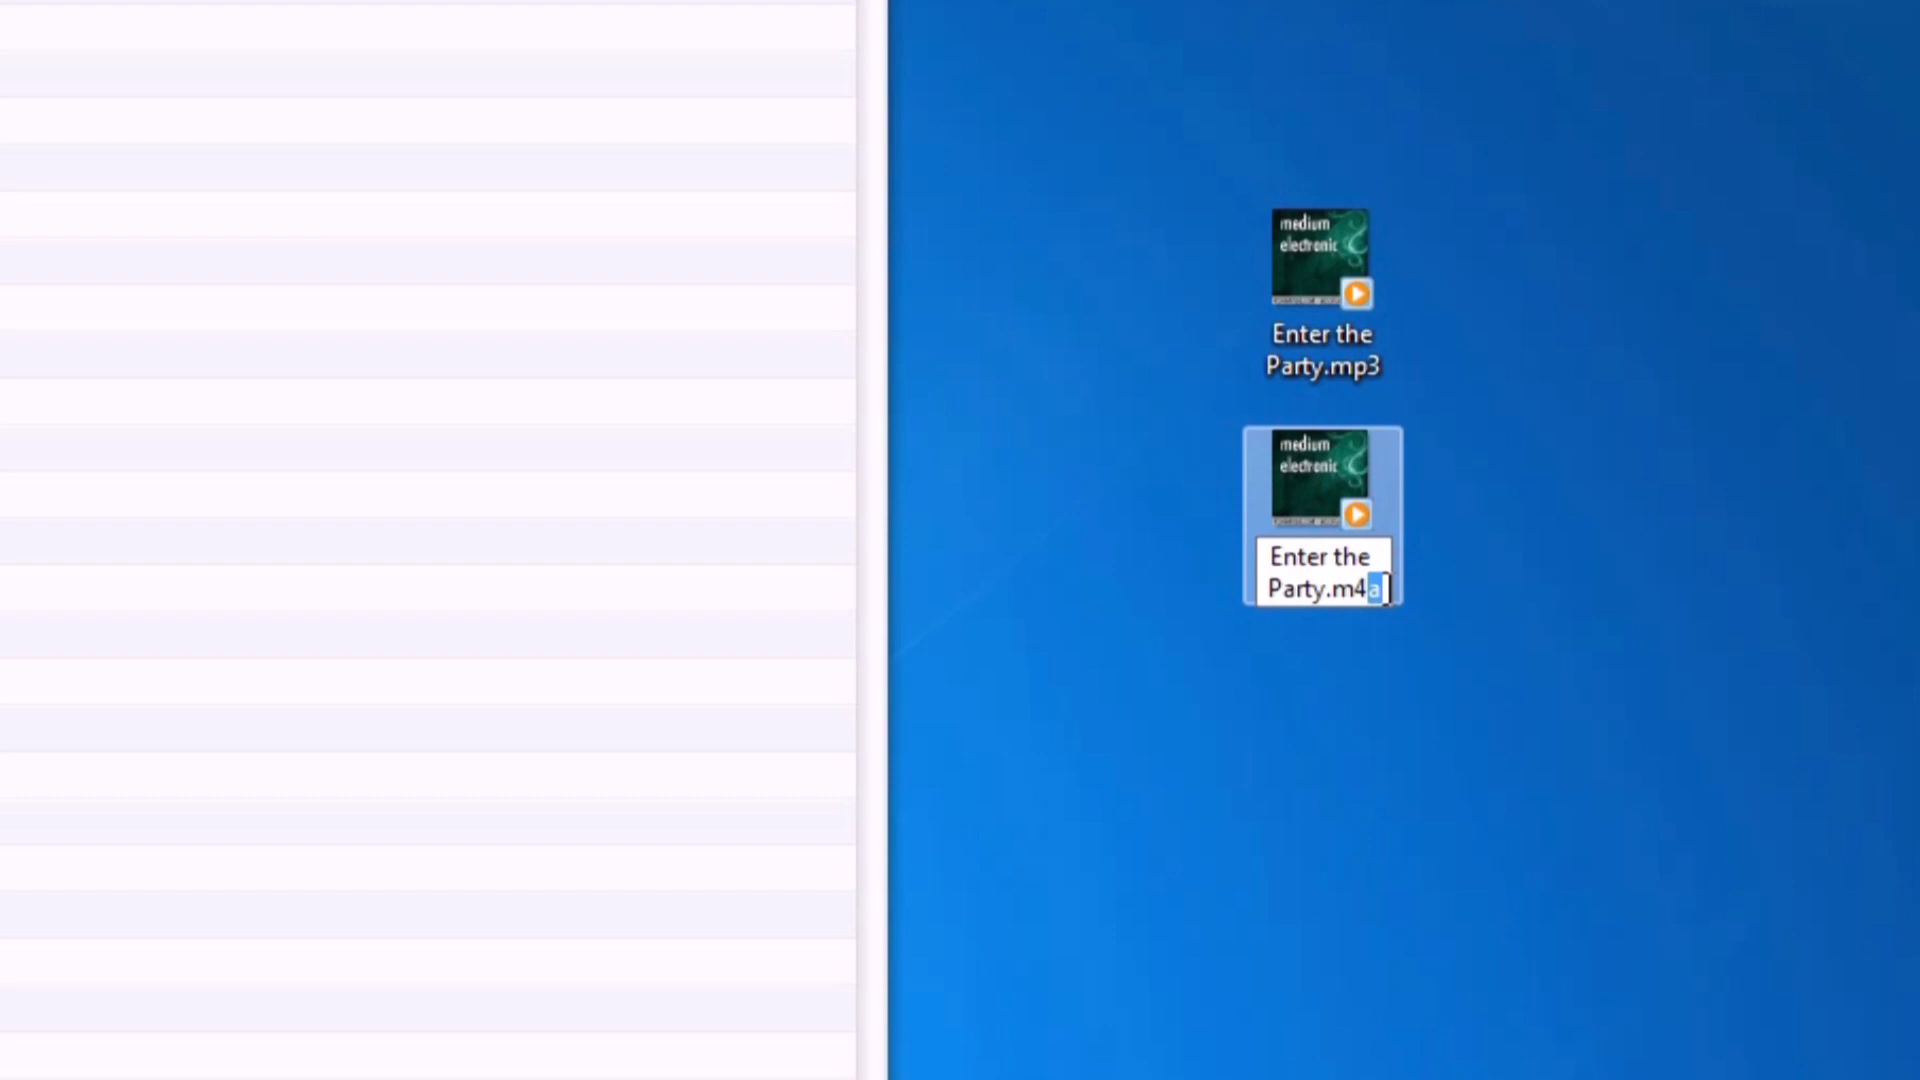 medium
electronic
Enter the
Party.mp3
medium
electronic
Enter the
Party.m4a